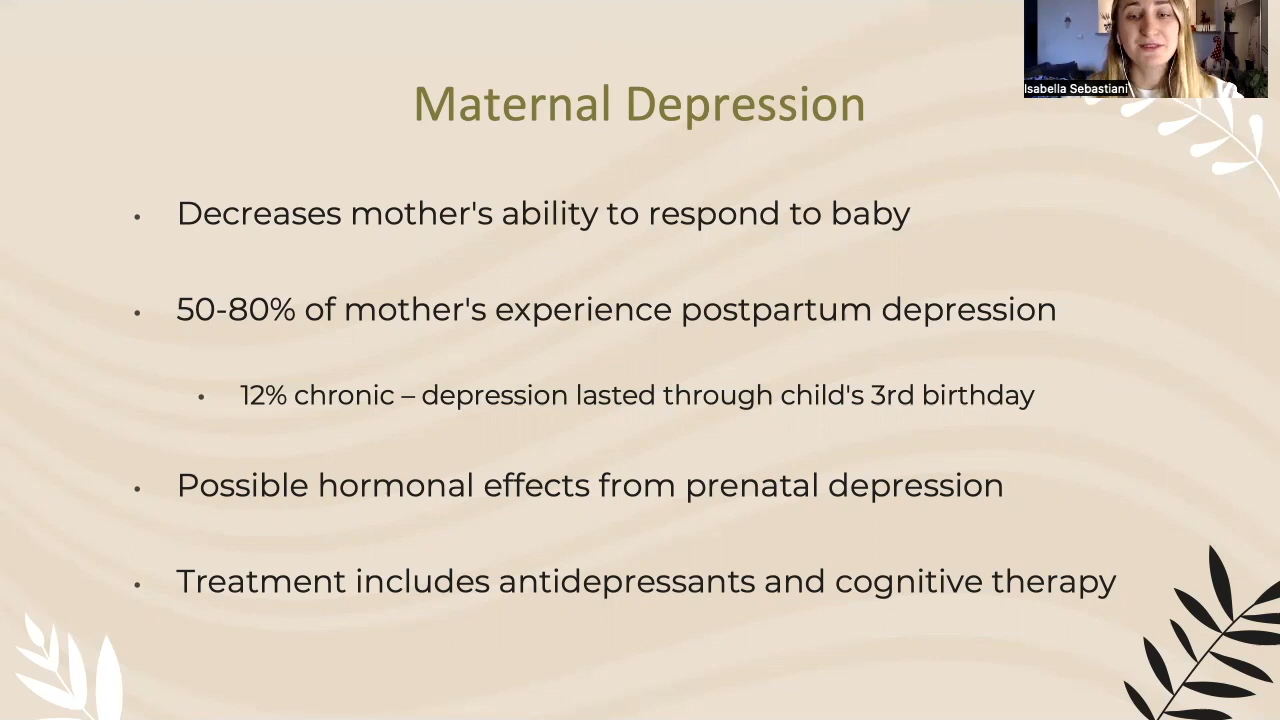 Isabella Sebastiani
Maternal Depression
• Decreases mother's ability to respond to baby
• 50-80% of mother's experience postpartum depression
• 12% chronic – depression lasted through child's 3rd birthday
• Possible hormonal effects from prenatal depression
• Treatment includes antidepressants and cognitive therapy